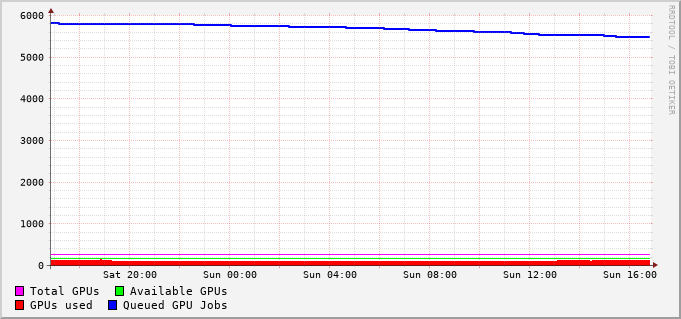 6000
5000
4000
3000
2000
1000
0
Sat 20:00 Sun 00:00 Sun 04:00 Sun 08:00 Sun 12:00 Sun 16:00
Total GPUs Available GPUs
GPUs used Queued GPU Jobs
RRDTOOL / TOBI OETIKER